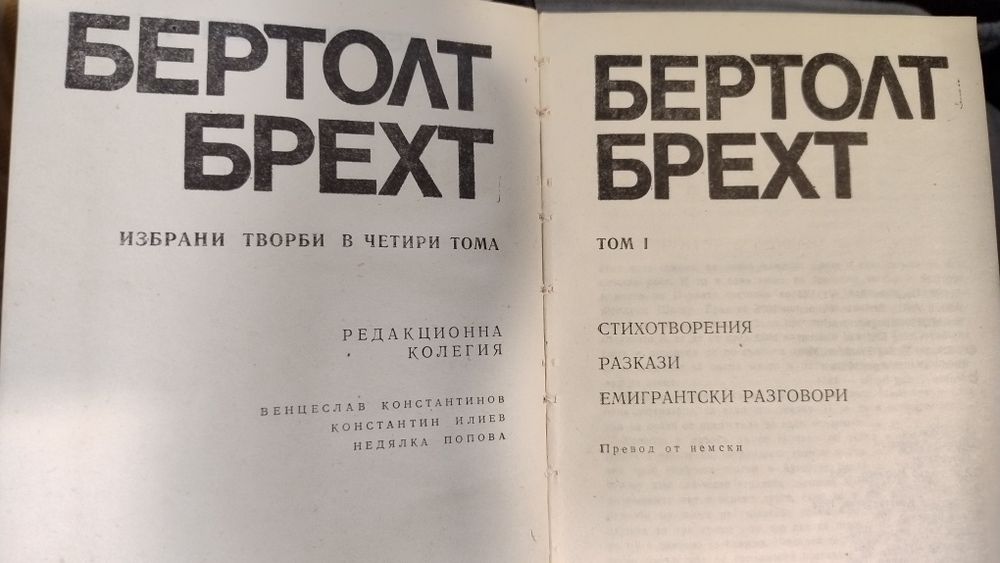 БЕРТОЛТ
БРЕХТ
ИЗБРАНИ ТВОРБИ В ЧЕТИРИ ТОМА
РЕДАКЦИОННА
КОЛЕГИЯ
ВЕНЦЕСЛАВ КОНСТАНТИНОВ
КОНСТАНТИН ИЛИЕВ
НЕДЯЛКА ПОПОВА
БЕРТОЛТ
БРЕХТ
ТОМ I
СТИХОТВОРЕНИЯ
РАЗКАЗИ
ЕМИГРАНТСКИ РАЗГОВОРИ
Превод от немски